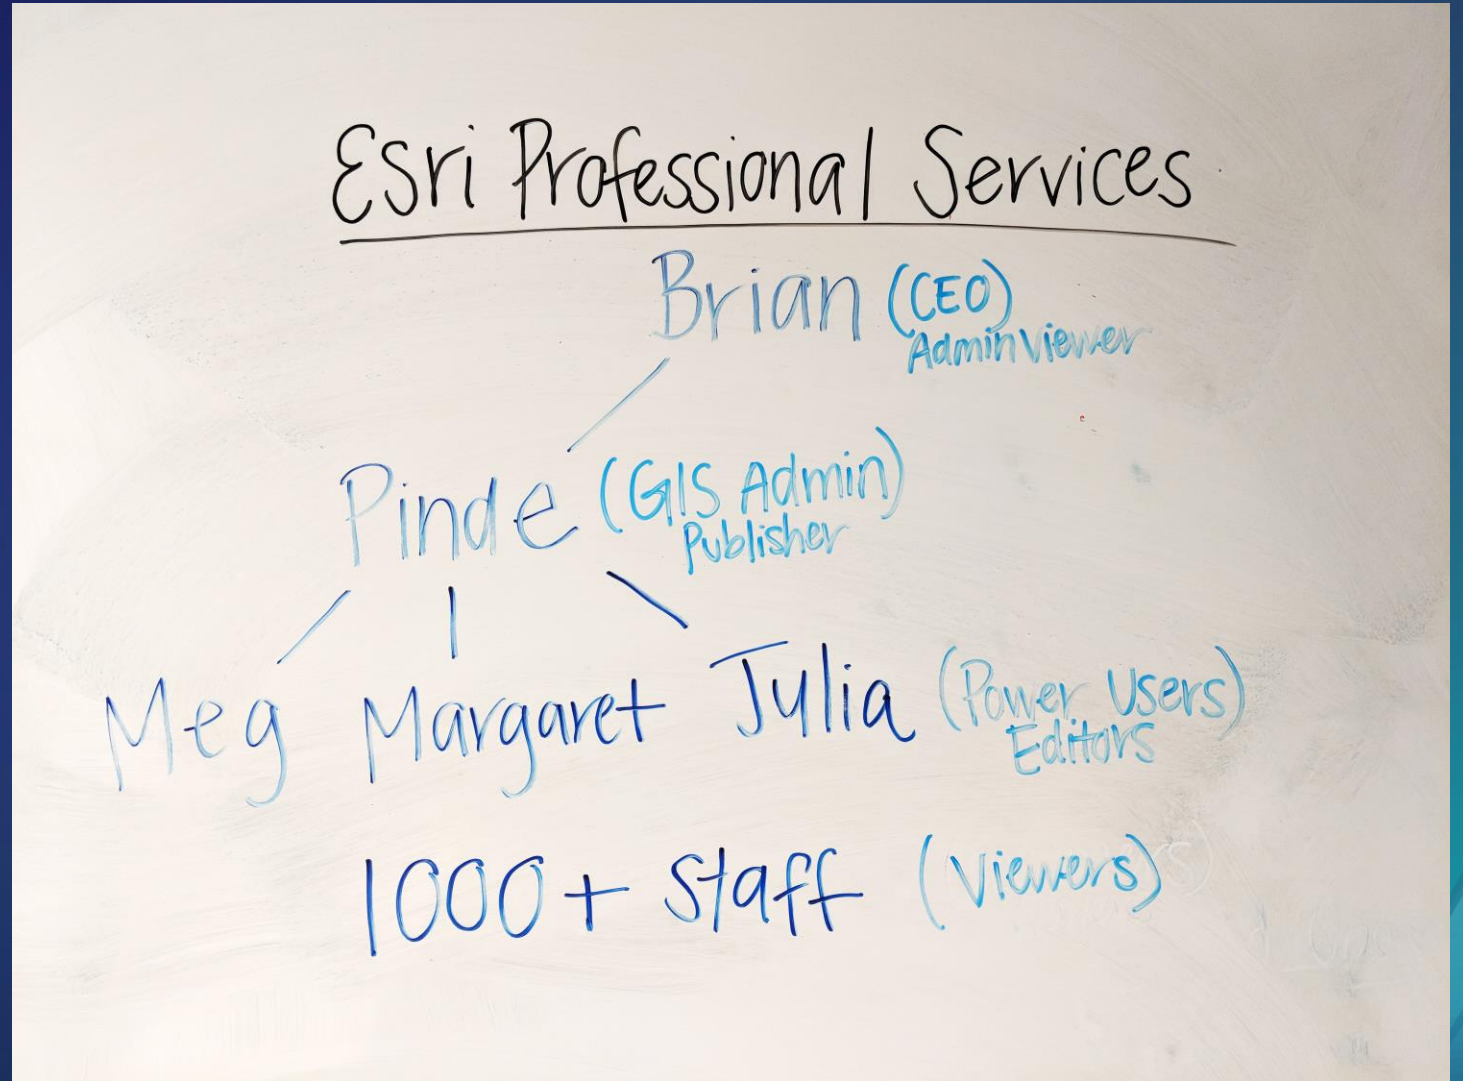 Esri Professional Services
Brian (CEO)
Admin Viewer
Pinde (GIS Admin)
Publisher
Meg Margaret Julia (Power Users)
Editors
1000+ Staff (Viewers)